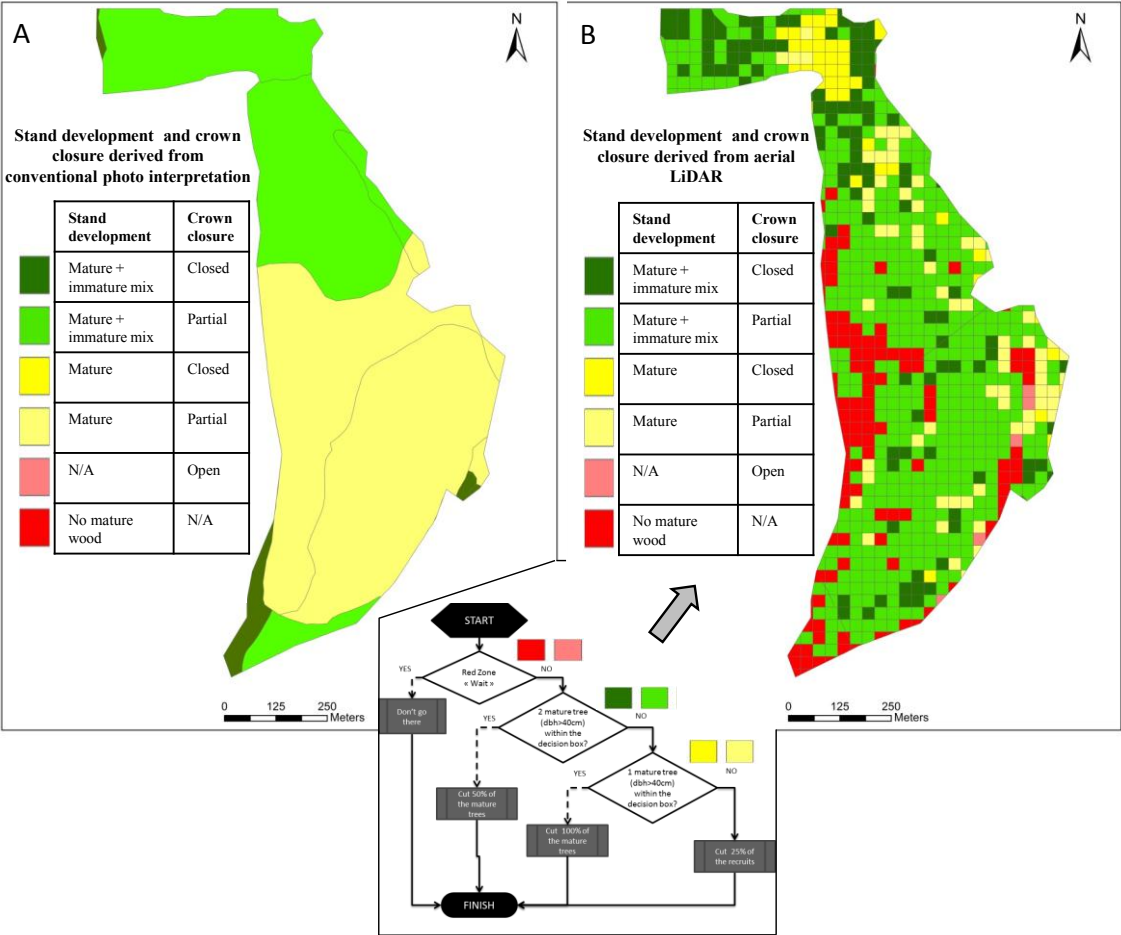 A
N
Stand development and crown
closure derived from
conventional photo interpretation
Stand
development
Crown
closure
Mature +
immature mix
Closed
Mature +
immature mix
Partial
Mature
Closed
Mature
Partial
N/A
Open
No mature
wood
N/A
0 125 250
Meters
B
N
Stand development and crown
closure derived from aerial
LiDAR
Stand
development
Crown
closure
Mature +
immature mix
Closed
Mature +
immature mix
Partial
Mature
Closed
Mature
Partial
N/A
Open
No mature
wood
N/A
0 125 250
Meters
START
YES
Red Zone
« Wait »
NO
Don't go
there
YES
2 mature tree
(dbh>40cm)
within the
decision box?
NO
Cut 50% of
the mature
trees
YES
1 mature tree
(dbh>40cm)
within the
decision box?
NO
Cut 100% of
the mature
trees
Cut 25% of
the recruits
FINISH